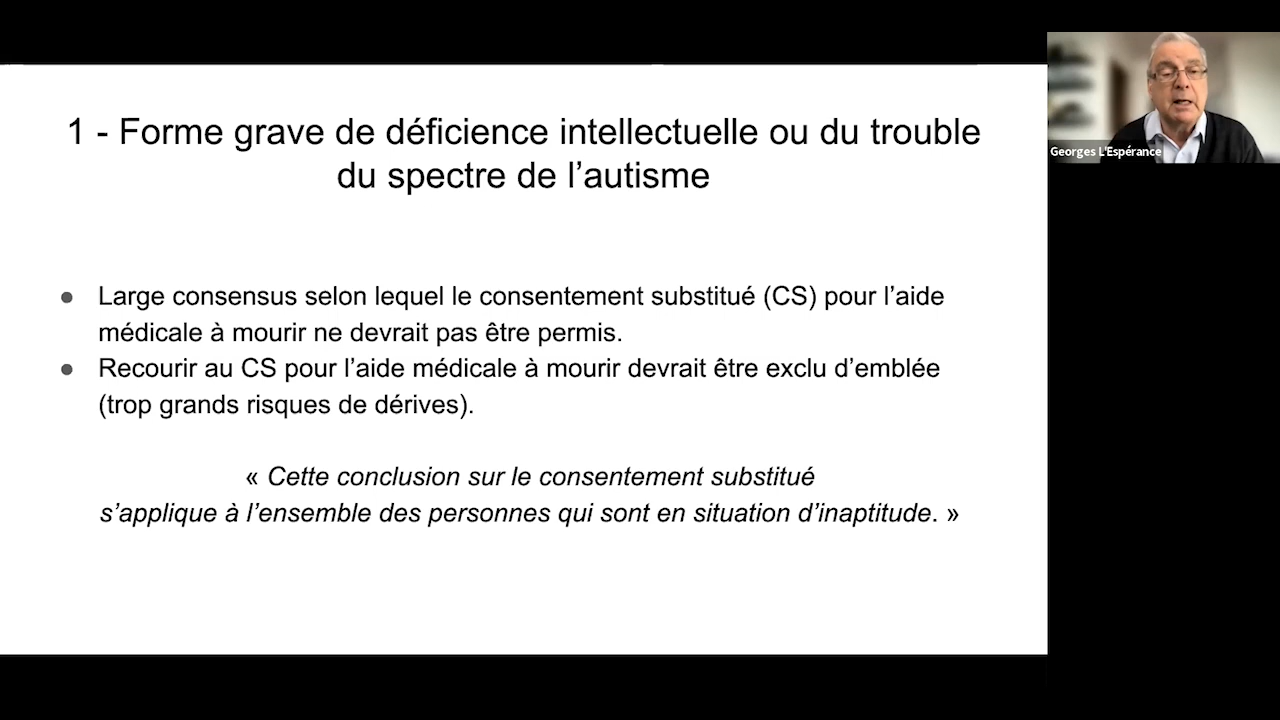 1 - Forme grave de déficience intellectuelle ou du trouble
du spectre de l’autisme
● Large consensus selon lequel le consentement substitué (CS) pour l’aide
médicale à mourir ne devrait pas être permis.
● Recourir au CS pour l’aide médicale à mourir devrait être exclu d’emblée
(trop grands risques de dérives).
« Cette conclusion sur le consentement substitué
s’applique à l’ensemble des personnes qui sont en situation d’inaptitude. »
Georges L'Espérance